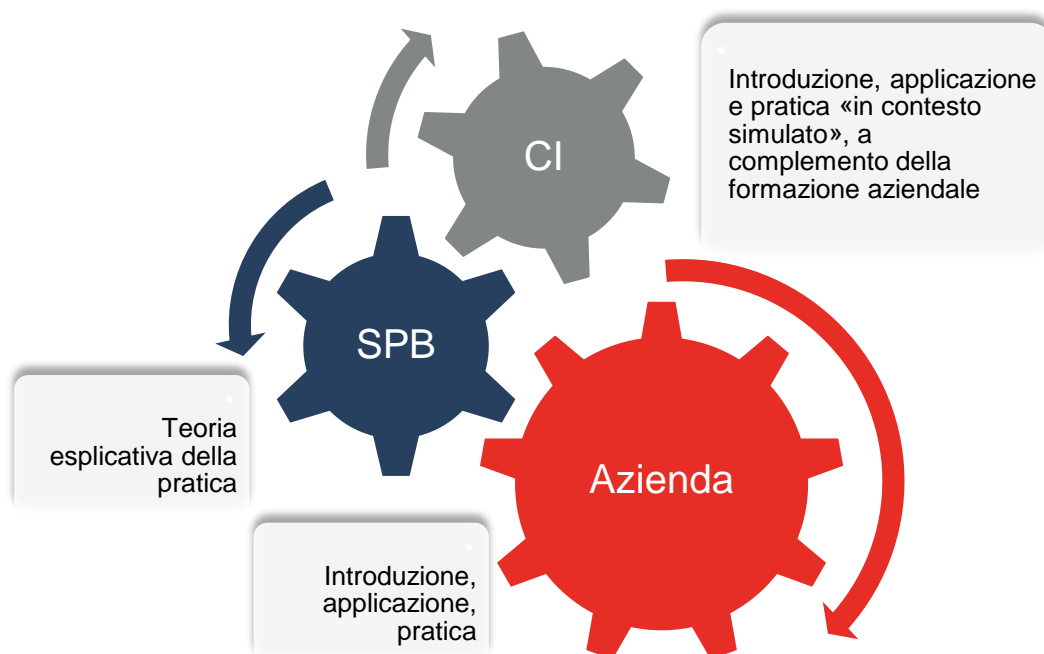 CI
Introduzione, applicazione
e pratica «in contesto
simulato», a
complemento della
formazione aziendale
SPB
Teoria
esplicativa della
pratica
Azienda
Introduzione,
applicazione,
pratica